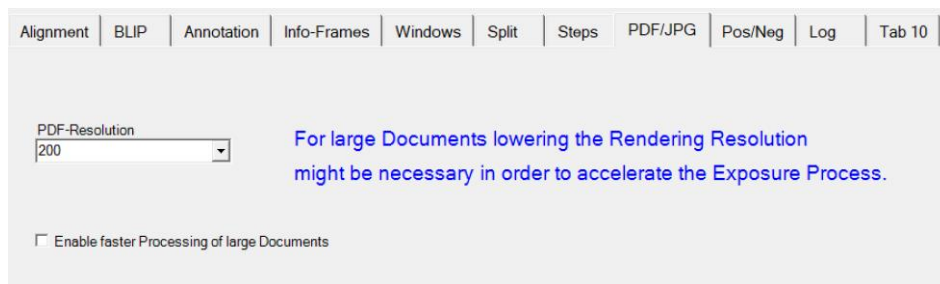 Alignment BLIP Annotation Info-Frames Windows Split Steps PDF/JPG Pos/Neg Log Tab 10
PDF-Resolution
200
For large Documents lowering the Rendering Resolution
might be necessary in order to accelerate the Exposure Process.
Enable faster Processing of large Documents